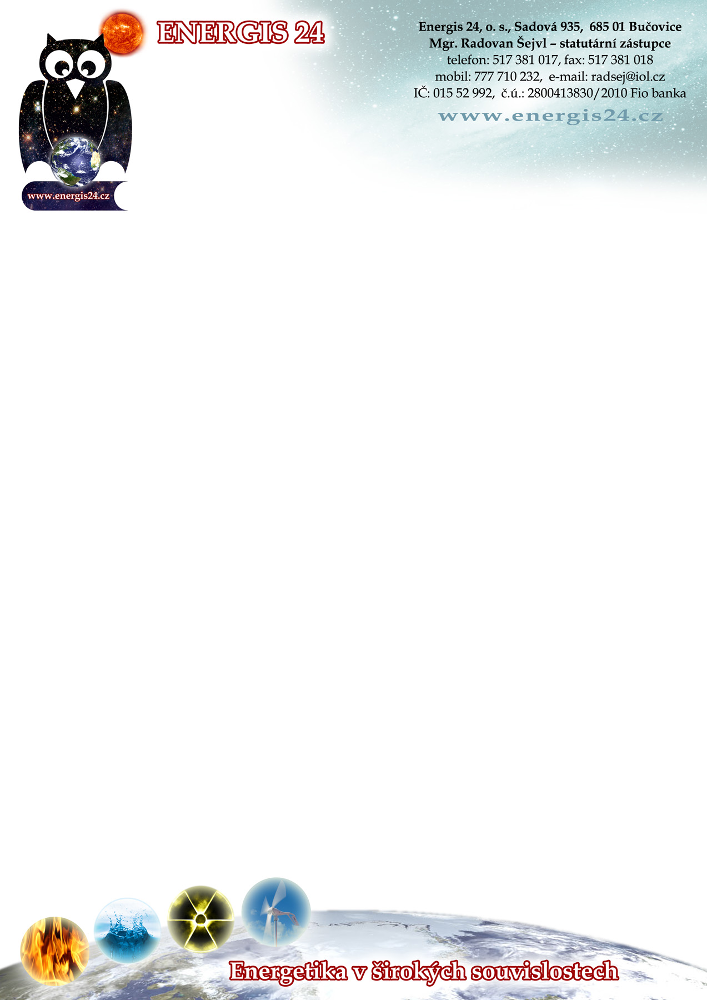 ENERGIS 24
Energis 24, o. s., Sadová 935, 685 01 Bučovice
Mgr. Radovan Šejvl – statutární zástupce
telefon: 517 381 017, fax: 517 381 018
mobil: 777 710 232, e-mail: radsej@iol.cz
IČ: 015 52 992, č.ú.: 2800413830/2010 Fio banka
www.energis24.cz
www.energis24.cz
Energetika v širokých souvislostech